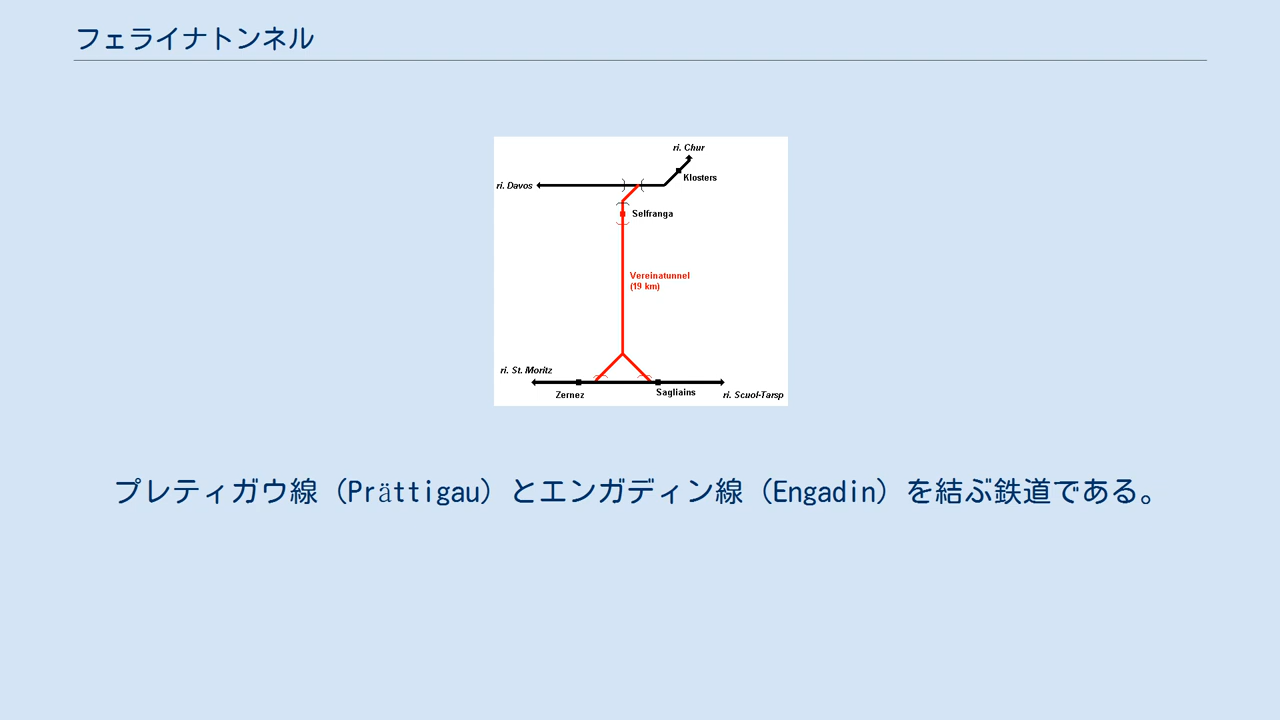 フェライナトンネル
ri. Chur
Klosters
ri. Davos
Selfranga
Vereinatunnel
(19 km)
ri. St. Moritz
Zernez
Sagliains
ri. Scuol-Tarsp
プレティガウ線（Prättigau）とエンガディン線（Engadin）を結ぶ鉄道である。